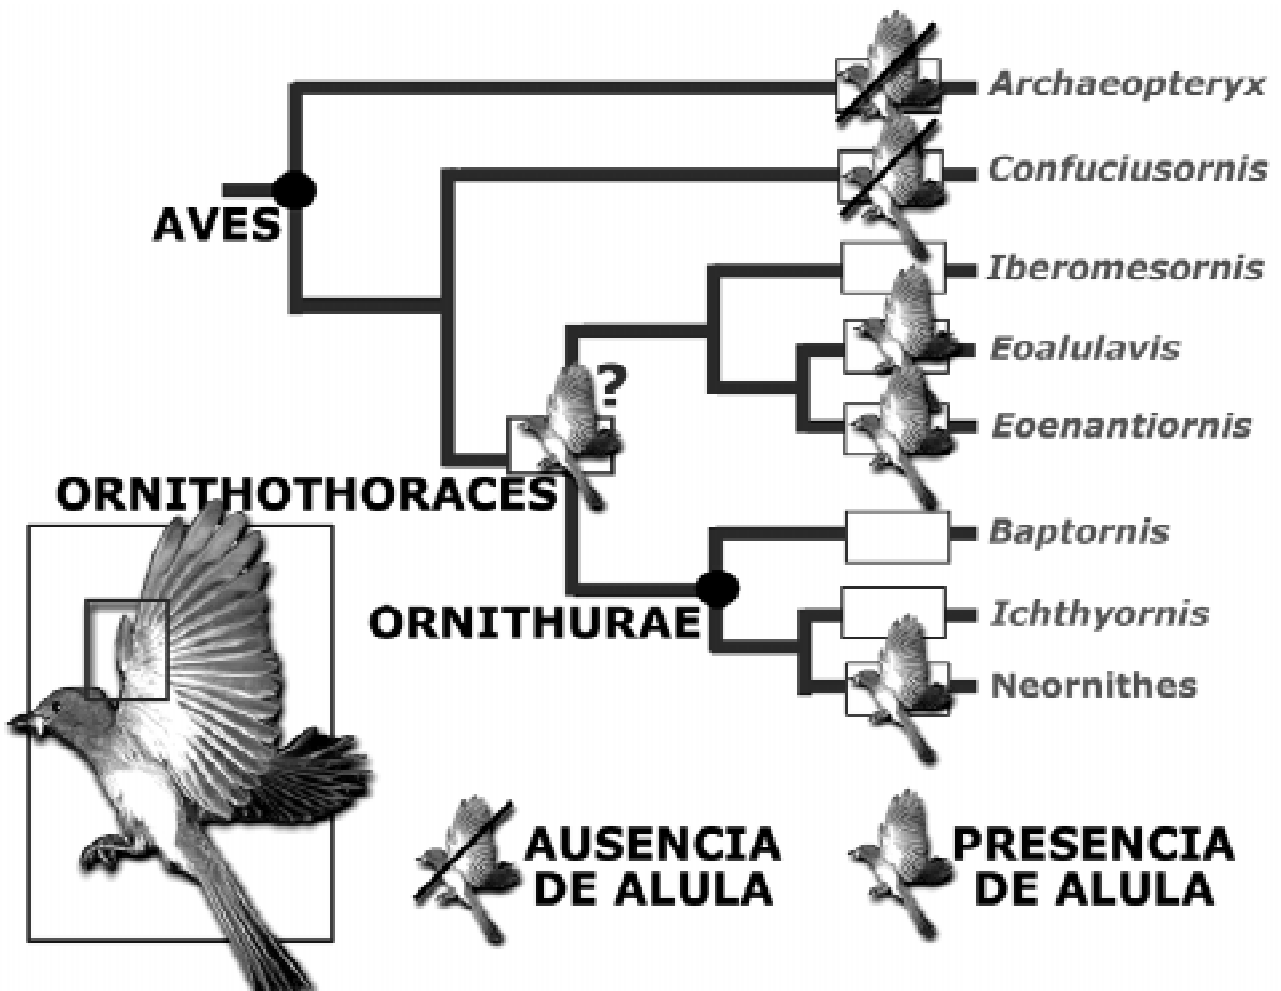 Archaeopteryx
Confuciusornis
AVES
Iberomesornis
Eoalulavis
?
Eoenantiornis
ORNITHOTHORACES
Baptornis
ORNITHURAE
Ichthyornis
Neornithes
AUSENCIA
DE ALULA
PRESENCIA
DE ALULA